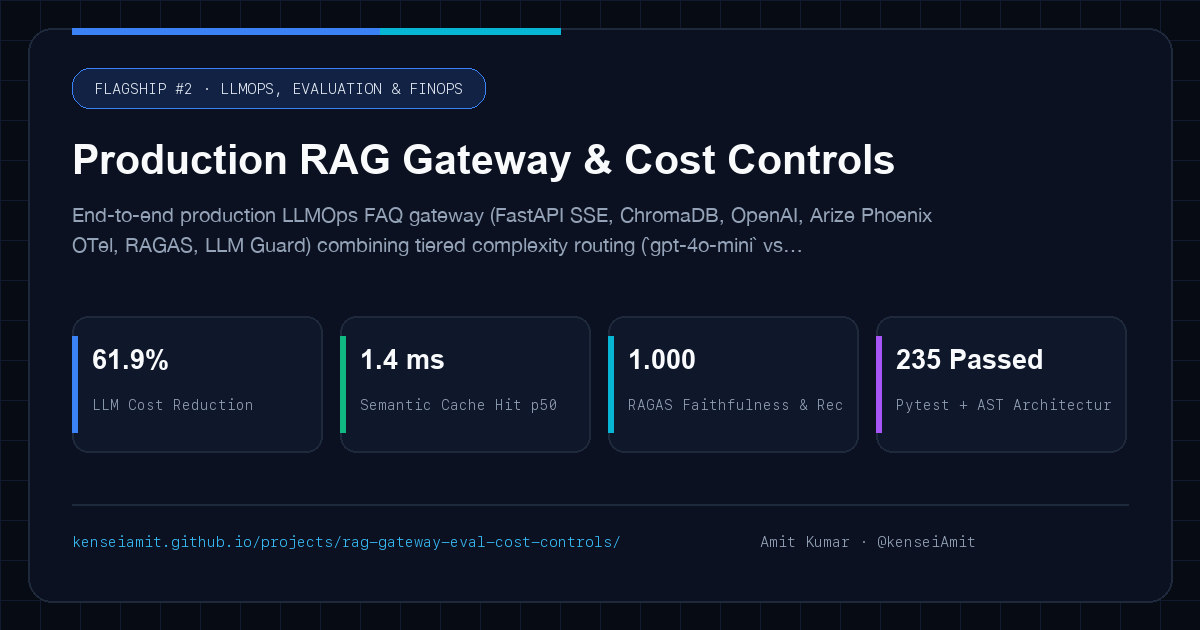 FLAGSHIP #2 · LLMOPS, EVALUATION & FINOPS
Production RAG Gateway & Cost Controls
End-to-end production LLMOps FAQ gateway (FastAPI SSE, ChromaDB, OpenAI, Arize Phoenix
OTel, RAGAS, LLM Guard) combining tiered complexity routing (`gpt-4o-mini` vs…
61.9%
LLM Cost Reduction
1.4 ms
Semantic Cache Hit p50
1.000
RAGAS Faithfulness & Rec
235 Passed
Pytest + AST Architectur
kenseiamit.github.io/projects/rag-gateway-eval-cost-controls/
Amit Kumar · @kenseiAmit